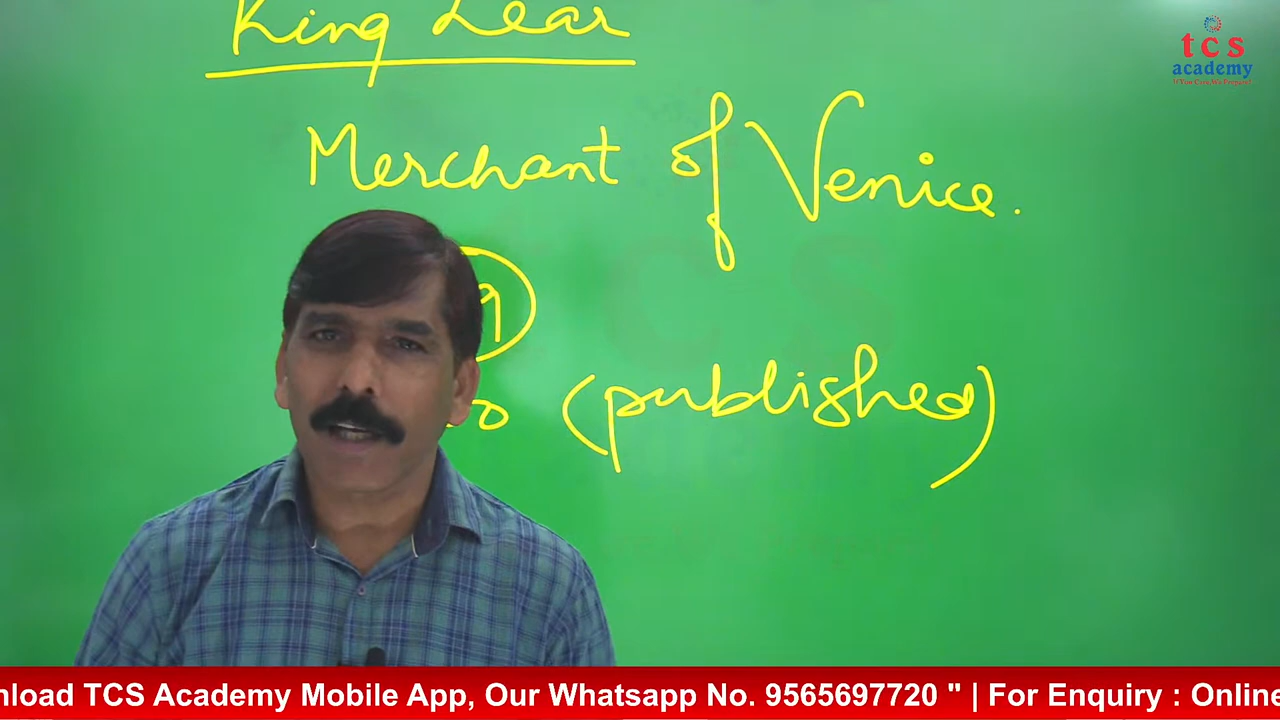 King Lear
tcs
academy
Merchant of Venice.
9
o (published)
nload TCS Academy Mobile App, Our Whatsapp No. 9565697720 " | For Enquiry : Online